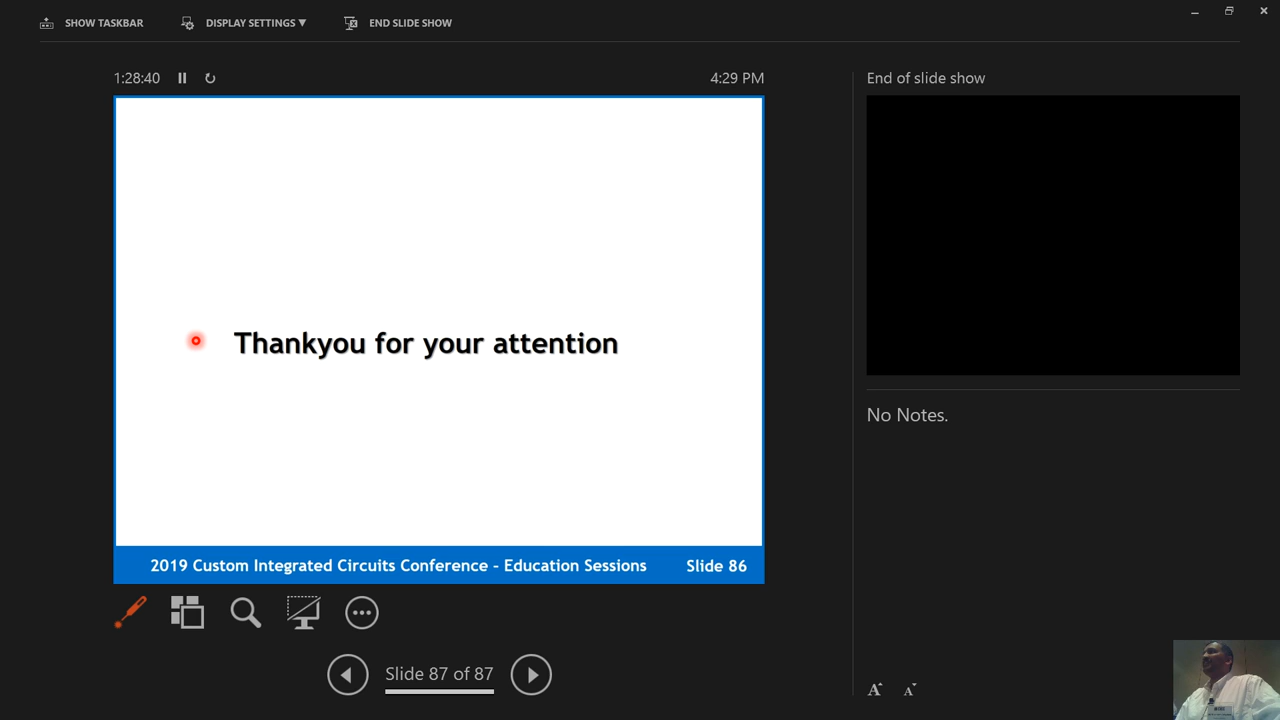 SHOW TASKBAR
DISPLAY SETTINGS ▼
END SLIDE SHOW
1:28:40
4:29 PM
Thankyou for your attention
2019 Custom Integrated Circuits Conference - Education Sessions
Slide 86
Slide 87 of 87
End of slide show
No Notes.
A A